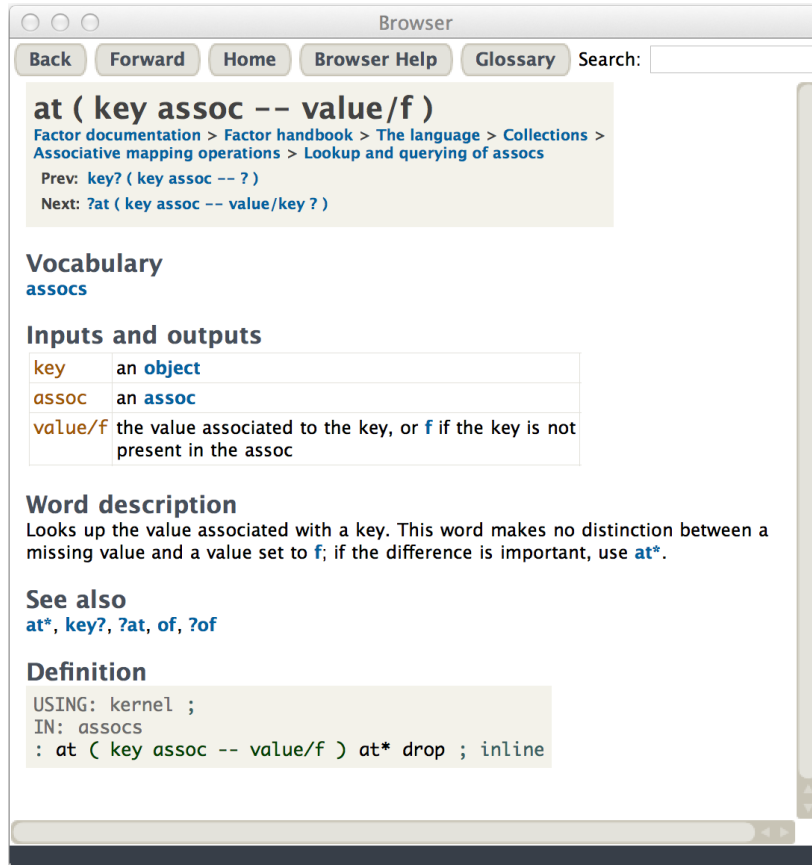 Browser
Back Forward Home Browser Help Glossary Search:
at ( key assoc -- value/f )
Factor documentation > Factor handbook > The language > Collections >
Associative mapping operations > Lookup and querying of assocs
Prev: key? ( key assoc -- ? )
Next: ?at ( key assoc -- value/key ? )
Vocabulary
assocs
Inputs and outputs
key an object
assoc an assoc
value/f the value associated to the key, or f if the key is not
present in the assoc
Word description
Looks up the value associated with a key. This word makes no distinction between a
missing value and a value set to f; if the difference is important, use at*.
See also
at*, key?, ?at, of, ?of
Definition
USING: kernel ;
IN: assocs
: at ( key assoc -- value/f ) at* drop ; inline